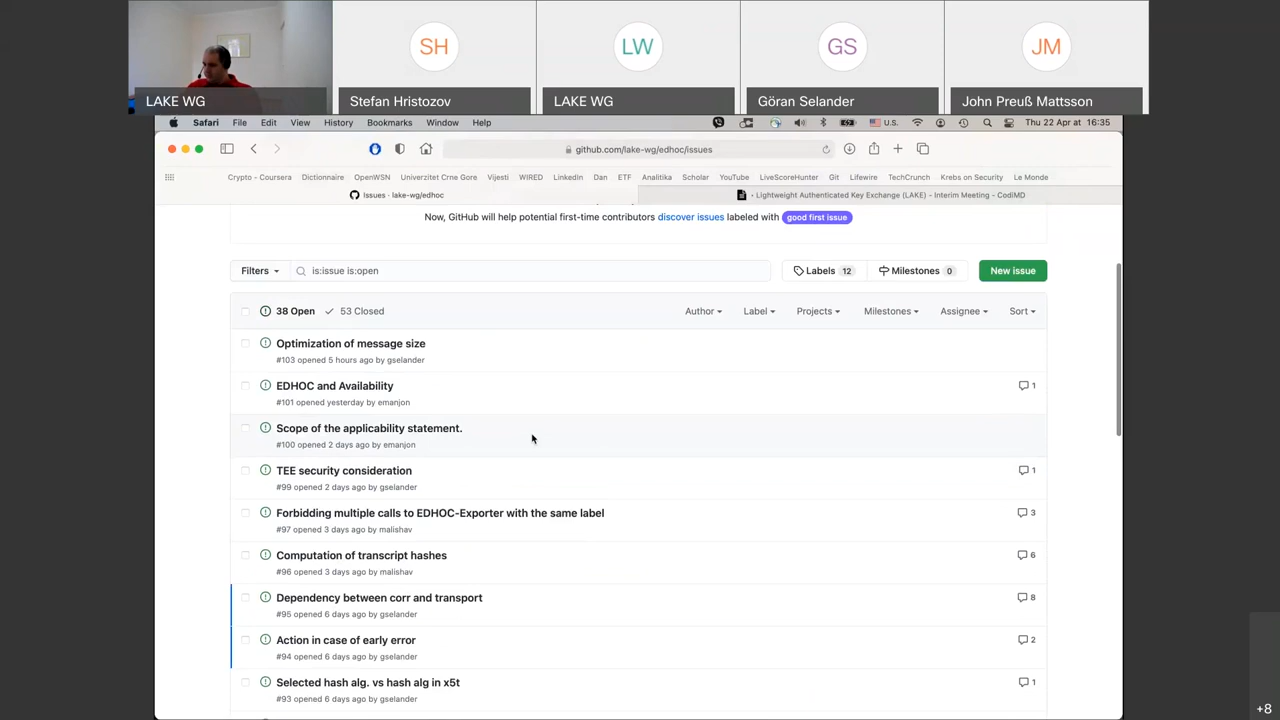 SH
LW
GS
JM
LAKE WG
Stefan Hristozov
LAKE WG
Göran Selander
John Preuß Mattsson
Safari File Edit View History Bookmarks Window Help
U.S.
Thu 22 Apr at 16:35
github.com/lake-wg/edhoc/issues
Crypto - Coursera Dictionaire OpenWSN Univerzitet Crne Gore Vijesti WIRED LinkedIn Dan ETF Analitika Scholar YouTube LiveScoreHunter Git Lifewire TechCrunch Krebs on Security Le Monde
Issues · lake-wg/edhoc
· Lightweight Authenticated Key Exchange (LAKE) - Interim Meeting - CodiMD
Now, GitHub will help potential first-time contributors discover issues labeled with good first issue
Filters
is:issue is:open
Labels 12
Milestones 0
New issue
38 Open 53 Closed
Author Label Projects Milestones Assignee Sort
Optimization of message size
#103 opened 5 hours ago by gselander
EDHOC and Availability
1
#101 opened yesterday by emanjon
Scope of the applicability statement.
#100 opened 2 days ago by emanjon
TEE security consideration
1
#99 opened 2 days ago by gselander
Forbidding multiple calls to EDHOC-Exporter with the same label
3
#97 opened 3 days ago by malishav
Computation of transcript hashes
6
#96 opened 3 days ago by malishav
Dependency between corr and transport
8
#95 opened 6 days ago by gselander
Action in case of early error
2
#94 opened 6 days ago by gselander
Selected hash alg. vs hash alg in x5t
1
#93 opened 6 days ago by gselander
+8